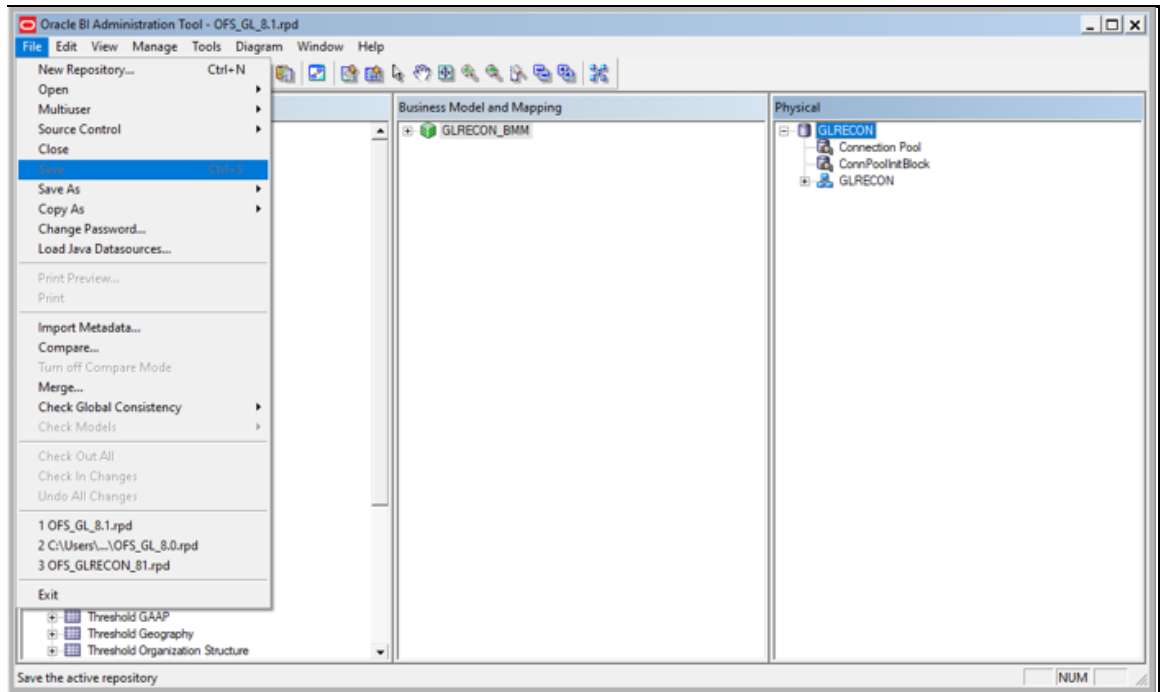 Oracle BI Administration Tool - OFS_GL_8.1.rpd
File Edit View Manage Tools Diagram Window Help
New Repository... Ctrl+N
Open
Multiuser
Source Control
Close
Save Ctrl+S
Save As
Copy As
Change Password...
Load Java Datasources...
Print Preview...
Print
Import Metadata...
Compare...
Turn off Compare Mode
Merge...
Check Global Consistency
Check Models
Check Out All
Check In Changes
Undo All Changes
1 OFS_GL_8.1.rpd
2 C:\Users\...\OFS_GL_8.0.rpd
3 OFS_GLRECON_81.rpd
Exit
Threshold GAAP
Threshold Geography
Threshold Organization Structure
Business Model and Mapping
GLRECON_BMM
Physical
GLRECON
Connection Pool
ConnPoolInitBlock
GLRECON
Save the active repository
NUM